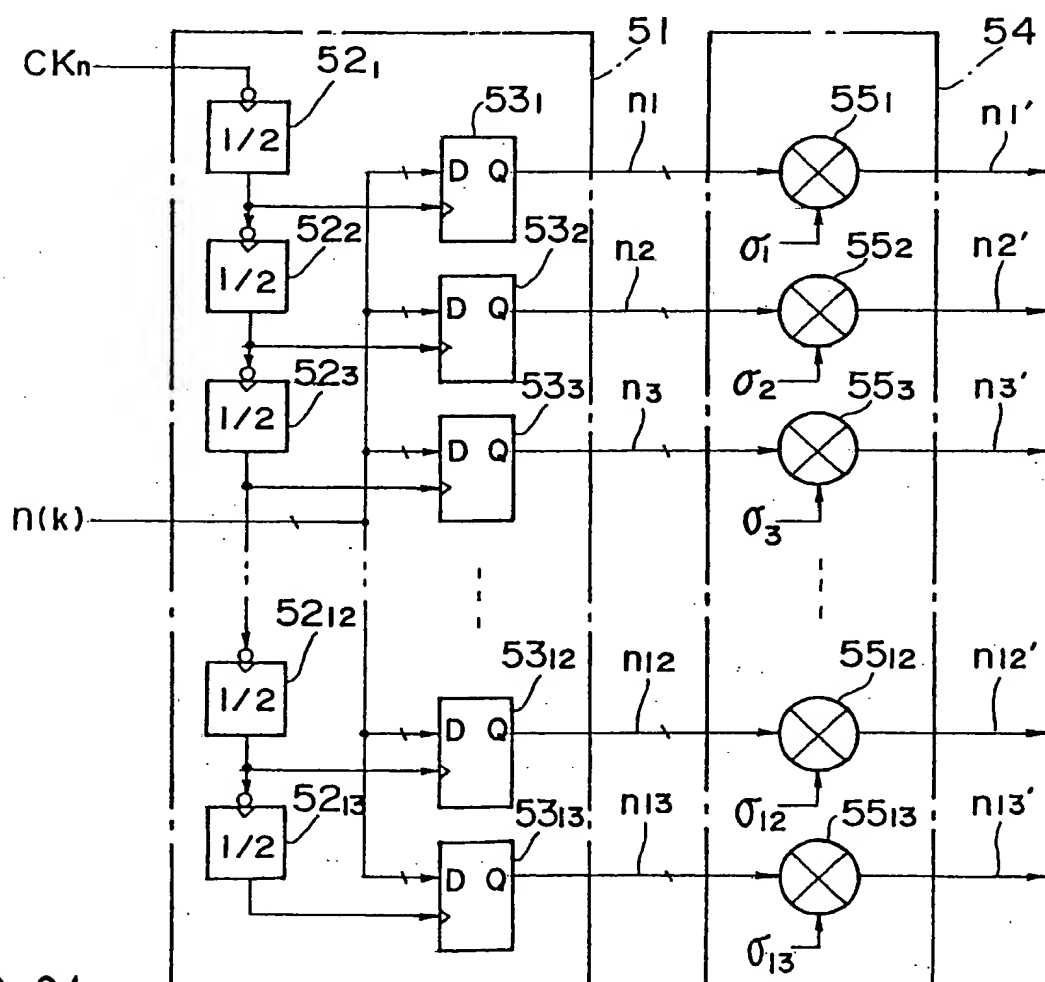 51
54
CKn
52₁
1/2
53₁
D Q
n₁
55₁
n₁′
σ₁
52₂
1/2
53₂
D Q
n₂
55₂
n₂′
σ₂
52₃
1/2
53₃
D Q
n₃
55₃
n₃′
σ₃
n(k)
52₁₂
1/2
53₁₂
D Q
n₁₂
55₁₂
n₁₂′
σ₁₂
52₁₃
1/2
53₁₃
D Q
n₁₃
55₁₃
n₁₃′
σ₁₃